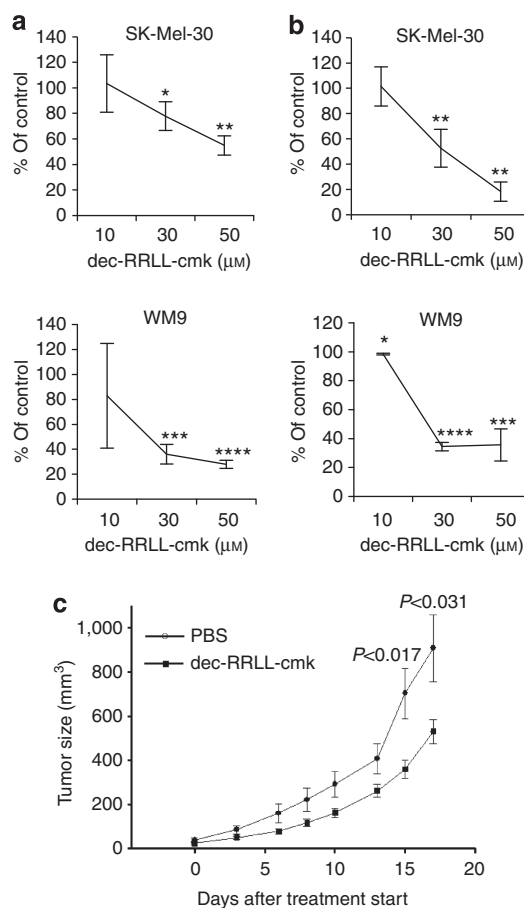 a
SK-Mel-30
% Of control
140
120
100
80
60
40
20
0
*
**
10 30 50
dec-RRLL-cmk (μM)
b
SK-Mel-30
% Of control
140
120
100
80
60
40
20
0
**
**
10 30 50
dec-RRLL-cmk (μM)
WM9
% Of control
140
120
100
80
60
40
20
0
***
****
10 30 50
dec-RRLL-cmk (μM)
WM9
% Of control
120
100
80
60
40
20
0
*
****
***
10 30 50
dec-RRLL-cmk (μM)
c
PBS
dec-RRLL-cmk
P<0.031
P<0.017
Tumor size (mm³)
1,000
800
600
400
200
0
0 5 10 15 20
Days after treatment start